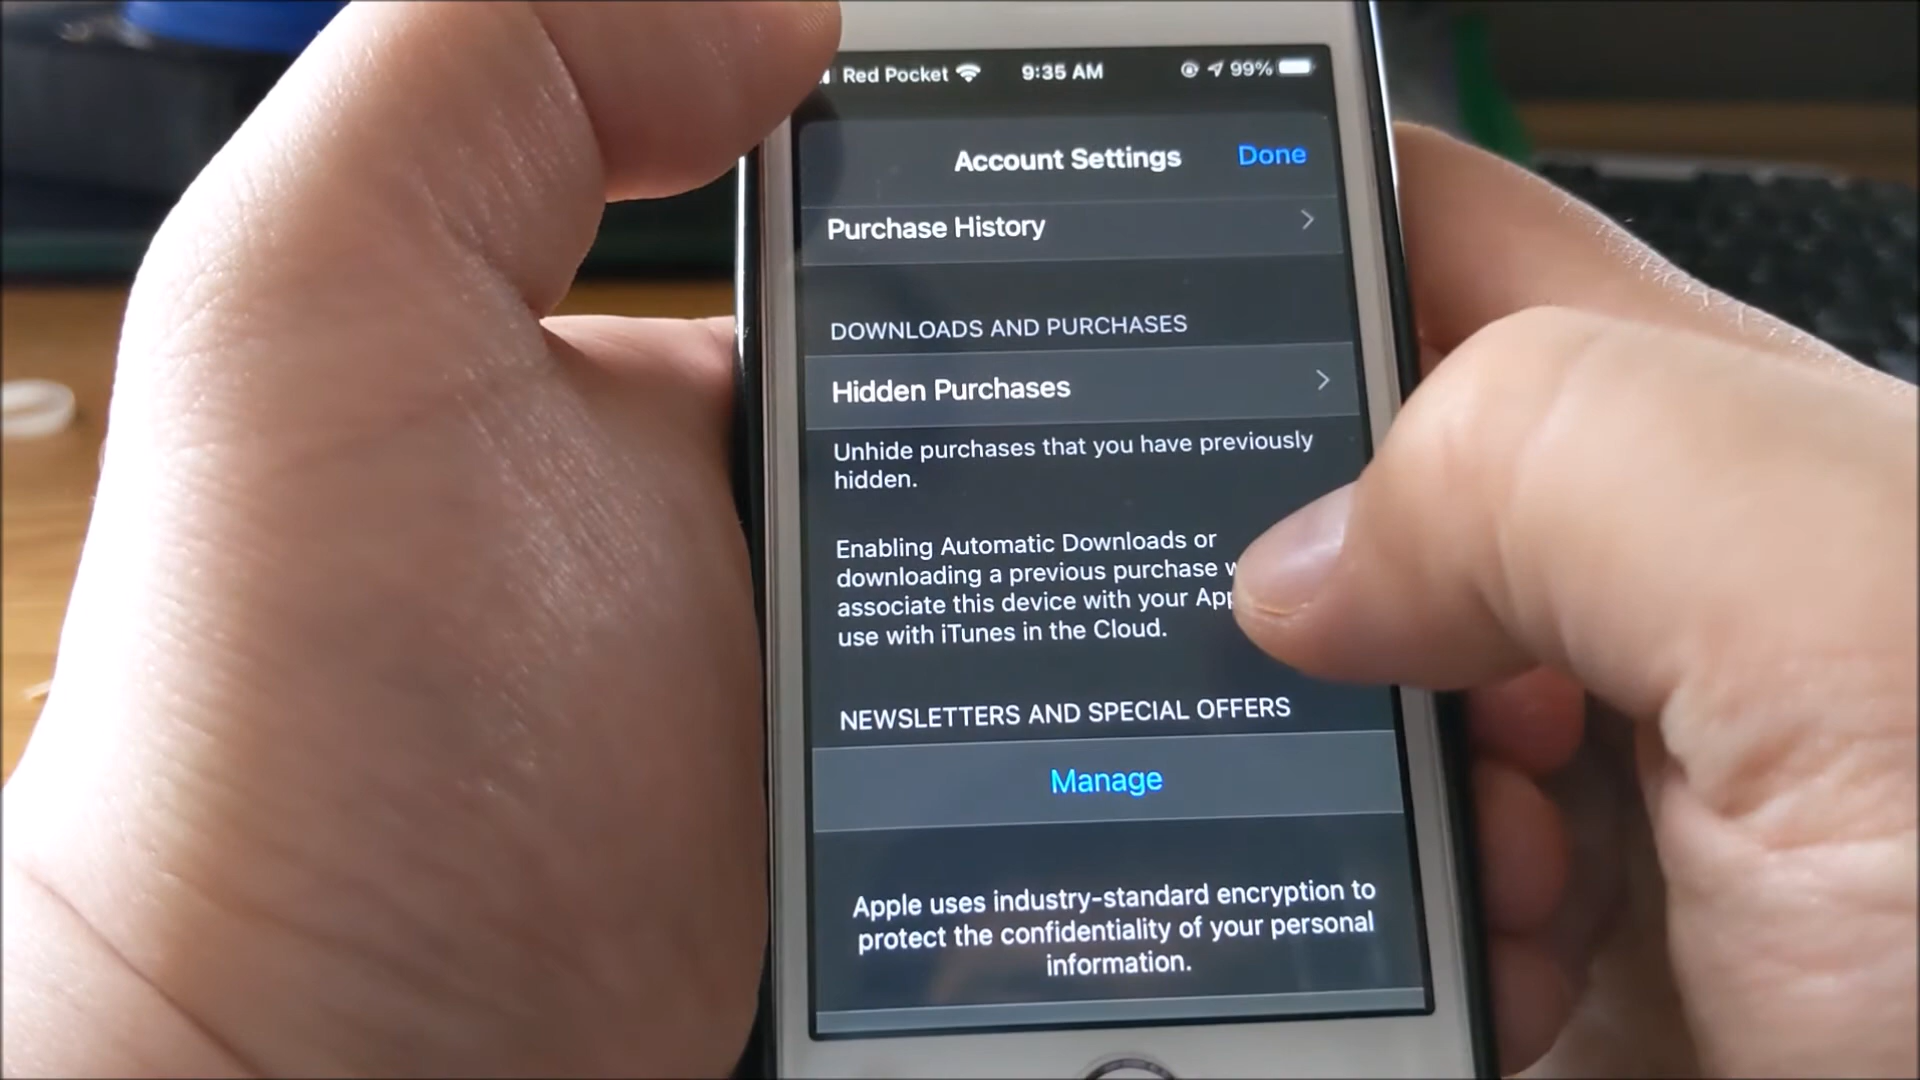 Red Pocket 9:35 AM 99%
Account Settings Done
Purchase History
DOWNLOADS AND PURCHASES
Hidden Purchases
Unhide purchases that you have previously
hidden.
Enabling Automatic Downloads or
downloading a previous purchase
associate this device with your
use with iTunes in the Cloud.
NEWSLETTERS AND SPECIAL OFFERS
Manage
Apple uses industry-standard encryption to
protect the confidentiality of your personal
information.